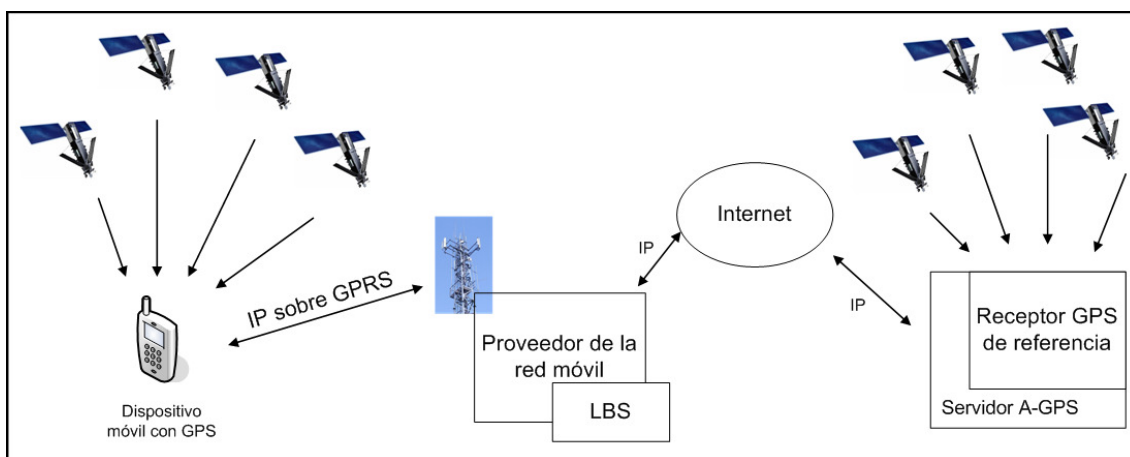 Internet
IP
IP
IP sobre GPRS
Proveedor de la
red móvil
LBS
Receptor GPS
de referencia
Servidor A-GPS
Dispositivo
móvil con GPS